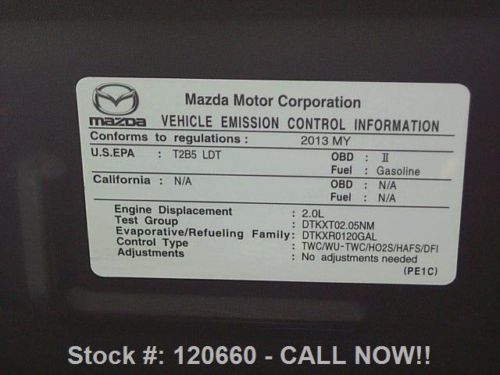 Mazda Motor Corporation
mazda VEHICLE EMISSION CONTROL INFORMATION
Conforms to regulations : 2013 MY
U.S.EPA : T2B5 LDT OBD : II
Fuel : Gasoline
California : N/A OBD : N/A
Fuel : N/A
Engine Displacement : 2.0L
Test Group : DTKXT02.05NM
Evaporative/Refueling Family : DTKXR0120GAL
Control Type : TWC/WU-TWC/HO2S/HAFS/DFI
Adjustments : No adjustments needed
(PE1C)
Stock #: 120660 - CALL NOW!!